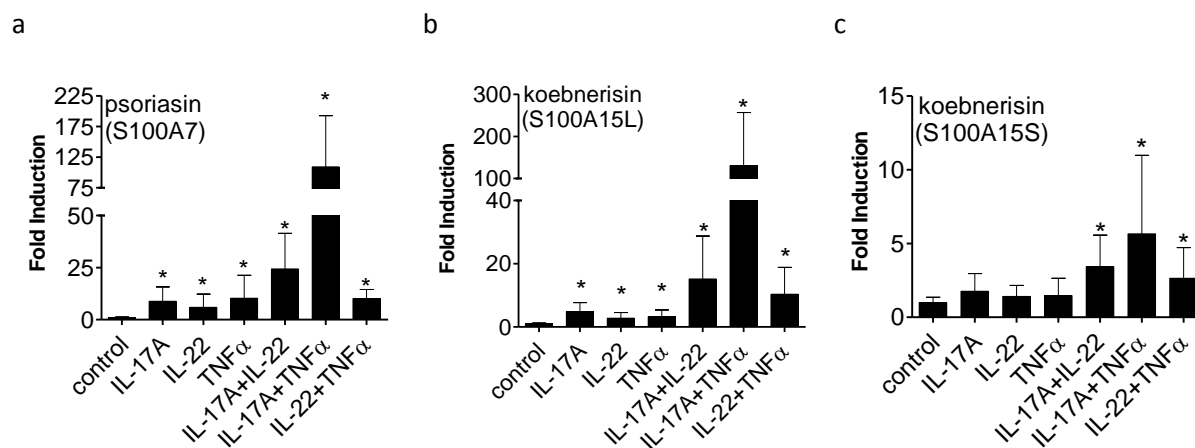 a
b
c
psoriasin
(S100A7)
Fold Induction
225
175
125
75
50
25
0
*
*
*
*
*
*
control
IL-17A
IL-22
TNFα
IL-17A+IL-22
IL-17A+TNFα
IL-22+TNFα
koebnerisin
(S100A15L)
Fold Induction
300
200
100
40
20
0
*
*
*
*
*
*
control
IL-17A
IL-22
TNFα
IL-17A+IL-22
IL-17A+TNFα
IL-22+TNFα
koebnerisin
(S100A15S)
Fold Induction
15
10
5
0
*
*
*
control
IL-17A
IL-22
TNFα
IL-17A+IL-22
IL-17A+TNFα
IL-22+TNFα